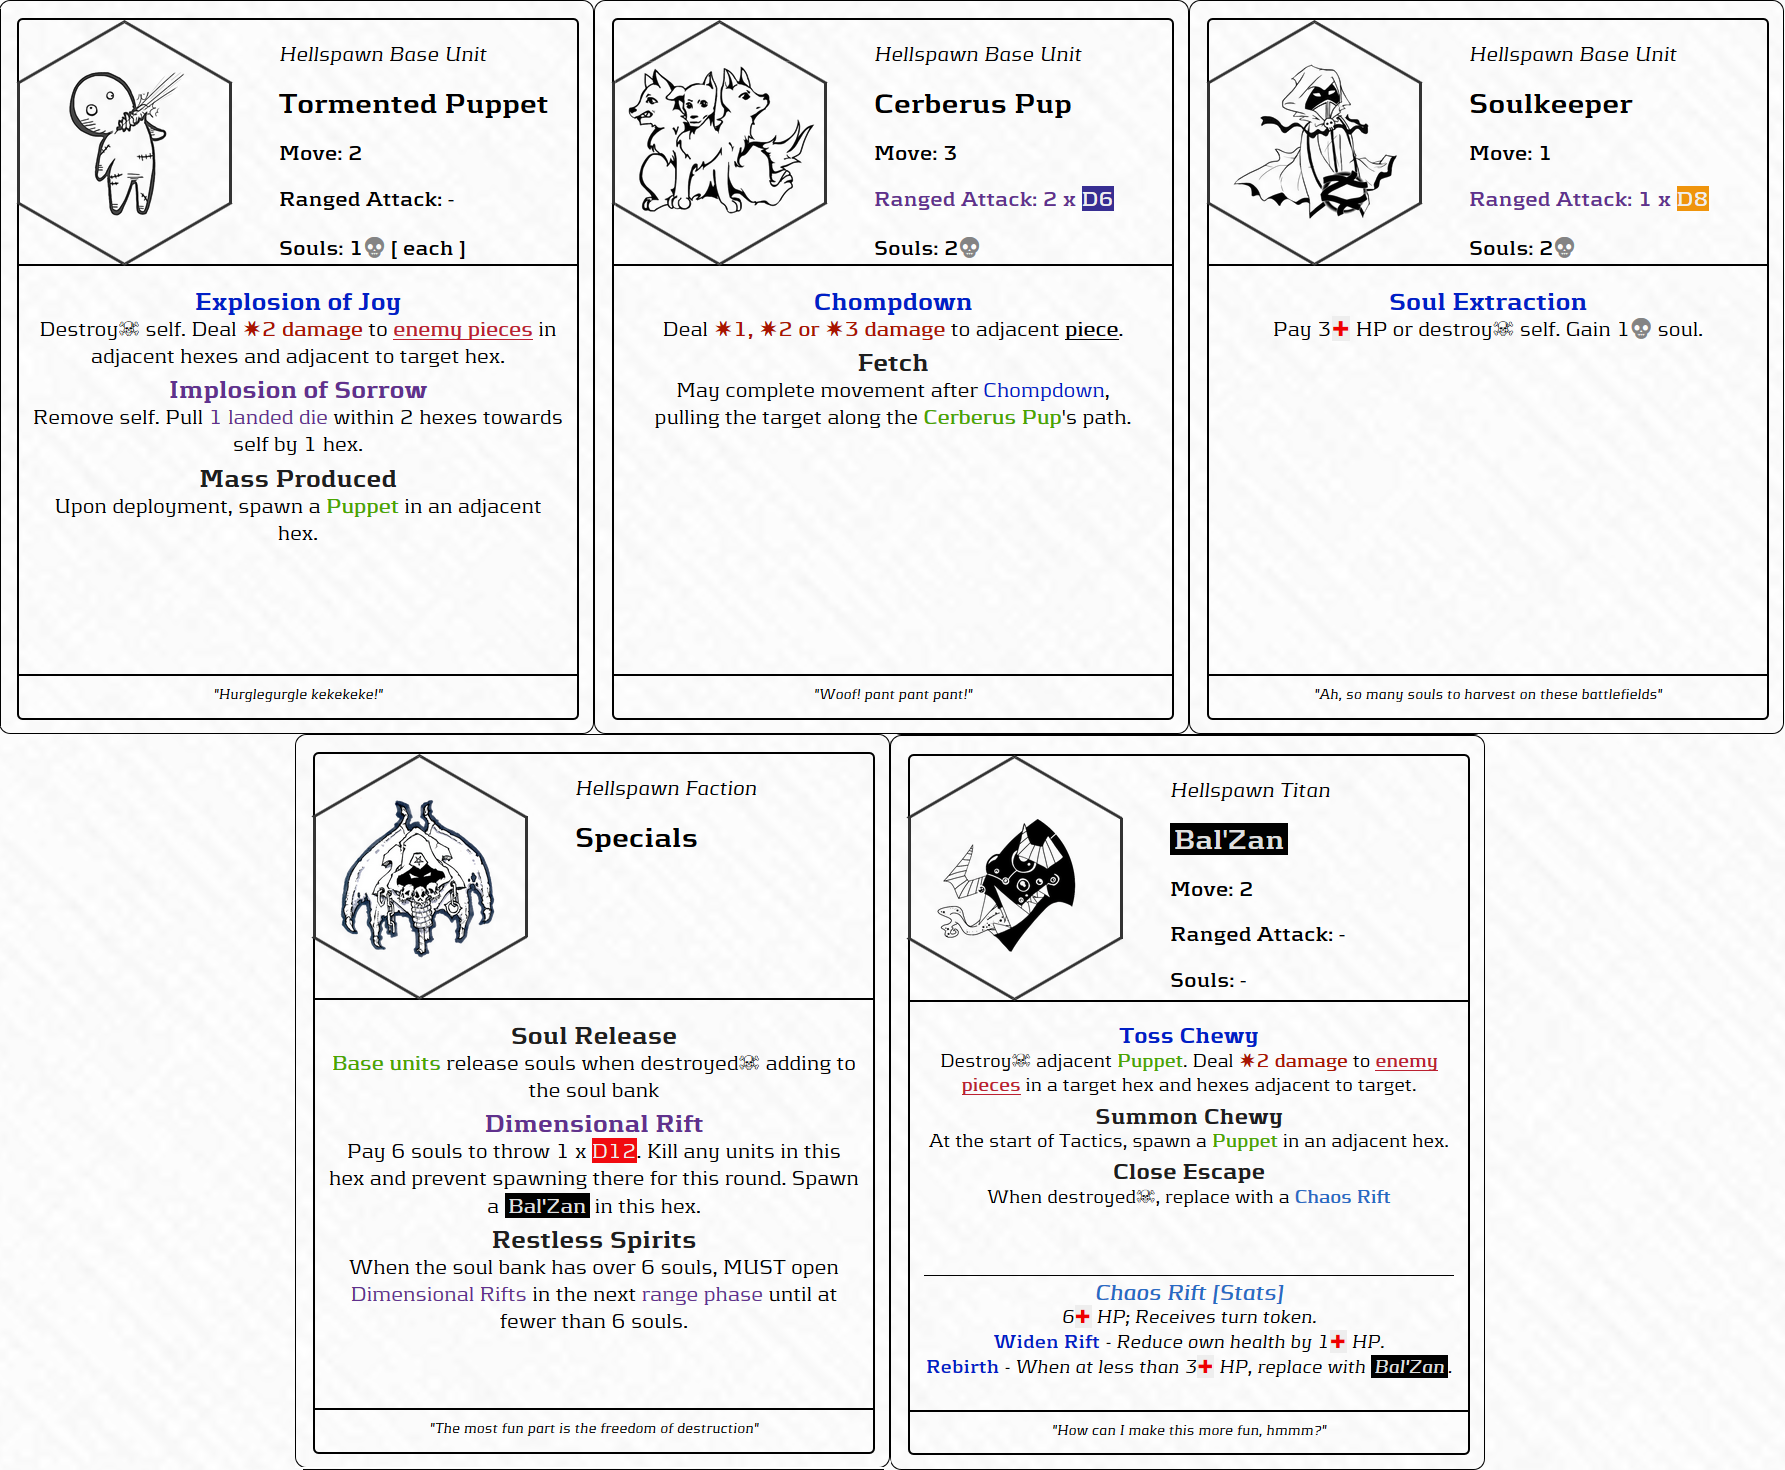 Hellspawn Base Unit
Tormented Puppet
Move: 2
Ranged Attack: -
Souls: 1💀 [ each ]
Explosion of Joy
Destroy☠ self. Deal ✷2 damage to enemy pieces in
adjacent hexes and adjacent to target hex.
Implosion of Sorrow
Remove self. Pull 1 landed die within 2 hexes towards
self by 1 hex.
Mass Produced
Upon deployment, spawn a Puppet in an adjacent
hex.
"Hurglegurgle kekekeke!"
Hellspawn Base Unit
Cerberus Pup
Move: 3
Ranged Attack: 2 x D6
Souls: 2💀
Chompdown
Deal ✷1, ✷2 or ✷3 damage to adjacent piece.
Fetch
May complete movement after Chompdown,
pulling the target along the Cerberus Pup's path.
"Woof! pant pant pant!"
Hellspawn Base Unit
Soulkeeper
Move: 1
Ranged Attack: 1 x D8
Souls: 2💀
Soul Extraction
Pay 3✚ HP or destroy☠ self. Gain 1💀 soul.
"Ah, so many souls to harvest on these battlefields"
Hellspawn Faction
Specials
Soul Release
Base units release souls when destroyed☠ adding to
the soul bank
Dimensional Rift
Pay 6 souls to throw 1 x D12. Kill any units in this
hex and prevent spawning there for this round. Spawn
a Bal'Zan in this hex.
Restless Spirits
When the soul bank has over 6 souls, MUST open
Dimensional Rifts in the next range phase until at
fewer than 6 souls.
"The most fun part is the freedom of destruction"
Hellspawn Titan
Bal'Zan
Move: 2
Ranged Attack: -
Souls: -
Toss Chewy
Destroy☠ adjacent Puppet. Deal ✷2 damage to enemy
pieces in a target hex and hexes adjacent to target.
Summon Chewy
At the start of Tactics, spawn a Puppet in an adjacent hex.
Close Escape
When destroyed☠, replace with a Chaos Rift
Chaos Rift [Stats]
6✚ HP; Receives turn token.
Widen Rift - Reduce own health by 1✚ HP.
Rebirth - When at less than 3✚ HP, replace with Bal'Zan.
"How can I make this more fun, hmmm?"